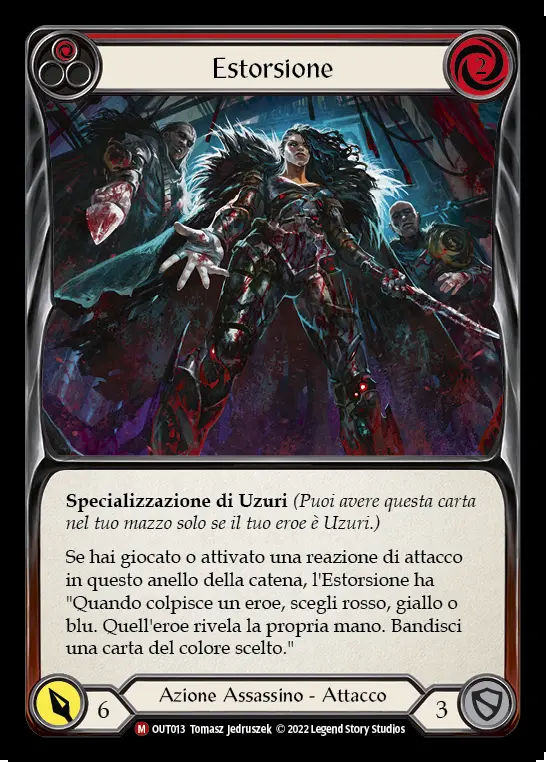 Estorsione
2
Specializzazione di Uzuri (Puoi avere questa carta
nel tuo mazzo solo se il tuo eroe è Uzuri.)
Se hai giocato o attivato una reazione di attacco
in questo anello della catena, l'Estorsione ha
"Quando colpisce un eroe, scegli rosso, giallo o
blu. Quell'eroe rivela la propria mano. Bandisci
una carta del colore scelto."
6
Azione Assassino - Attacco
3
M OUT013 Tomasz Jedruszek © 2022 Legend Story Studios